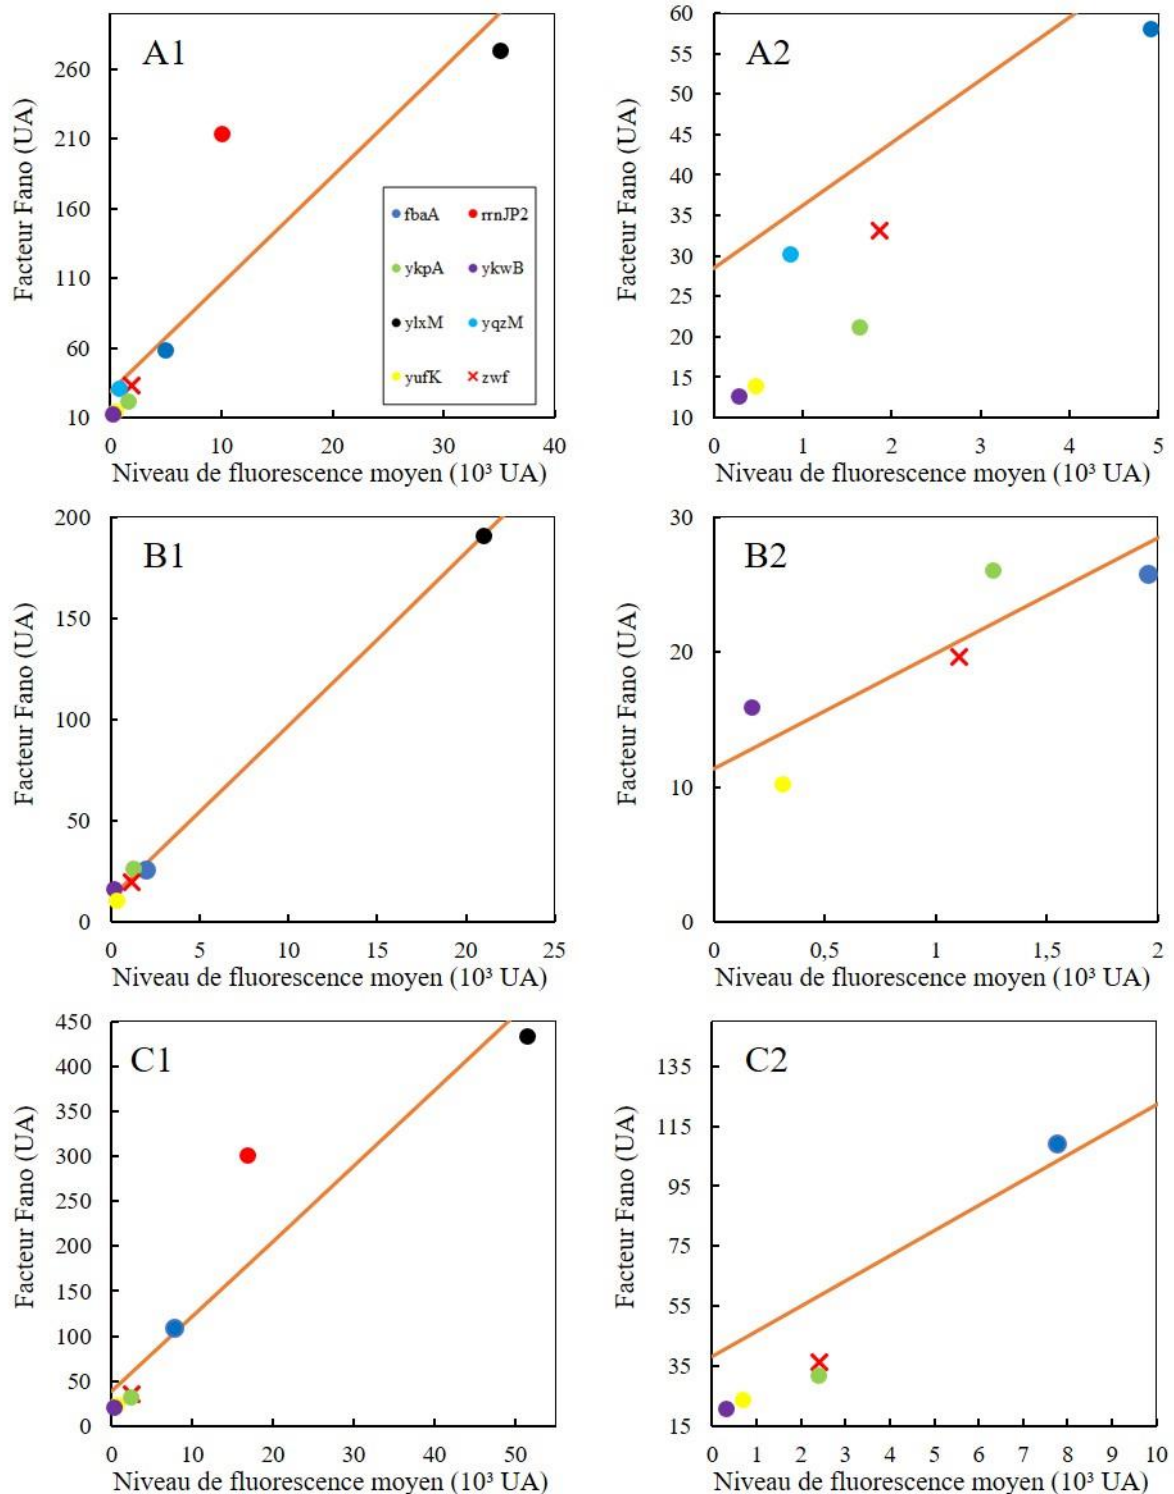 A1
Facteur Fano (UA)
260
210
160
110
60
10
fbaA rrnJP2
ykpA ykwB
ylxM yqzM
yufK zwf
0 10 20 30 40
Niveau de fluorescence moyen (10³ UA)
A2
Facteur Fano (UA)
60
55
50
45
40
35
30
25
20
15
10
0 1 2 3 4 5
Niveau de fluorescence moyen (10³ UA)
B1
Facteur Fano (UA)
200
150
100
50
0
0 5 10 15 20 25
Niveau de fluorescence moyen (10³ UA)
B2
Facteur Fano (UA)
30
20
10
0
0 0,5 1 1,5 2
Niveau de fluorescence moyen (10³ UA)
C1
Facteur Fano (UA)
450
400
350
300
250
200
150
100
50
0
0 10 20 30 40 50
Niveau de fluorescence moyen (10³ UA)
C2
Facteur Fano (UA)
135
115
95
75
55
35
15
0 1 2 3 4 5 6 7 8 9 10
Niveau de fluorescence moyen (10³ UA)